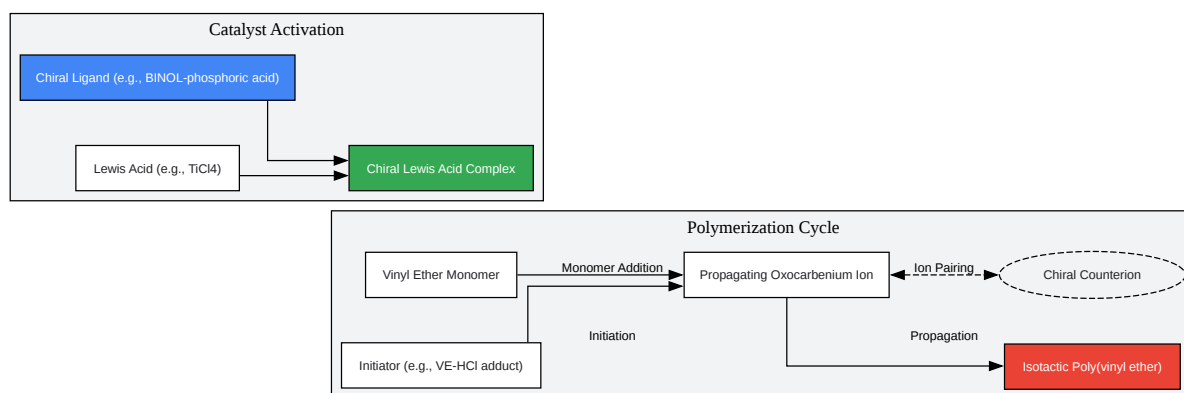 Catalyst Activation
Chiral Ligand (e.g., BINOL-phosphoric acid)
Lewis Acid (e.g., TiCl4)
Chiral Lewis Acid Complex
Polymerization Cycle
Vinyl Ether Monomer
Monomer Addition
Propagating Oxocarbenium Ion
Ion Pairing
Chiral Counterion
Initiation
Propagation
Initiator (e.g., VE-HCl adduct)
Isotactic Poly(vinyl ether)